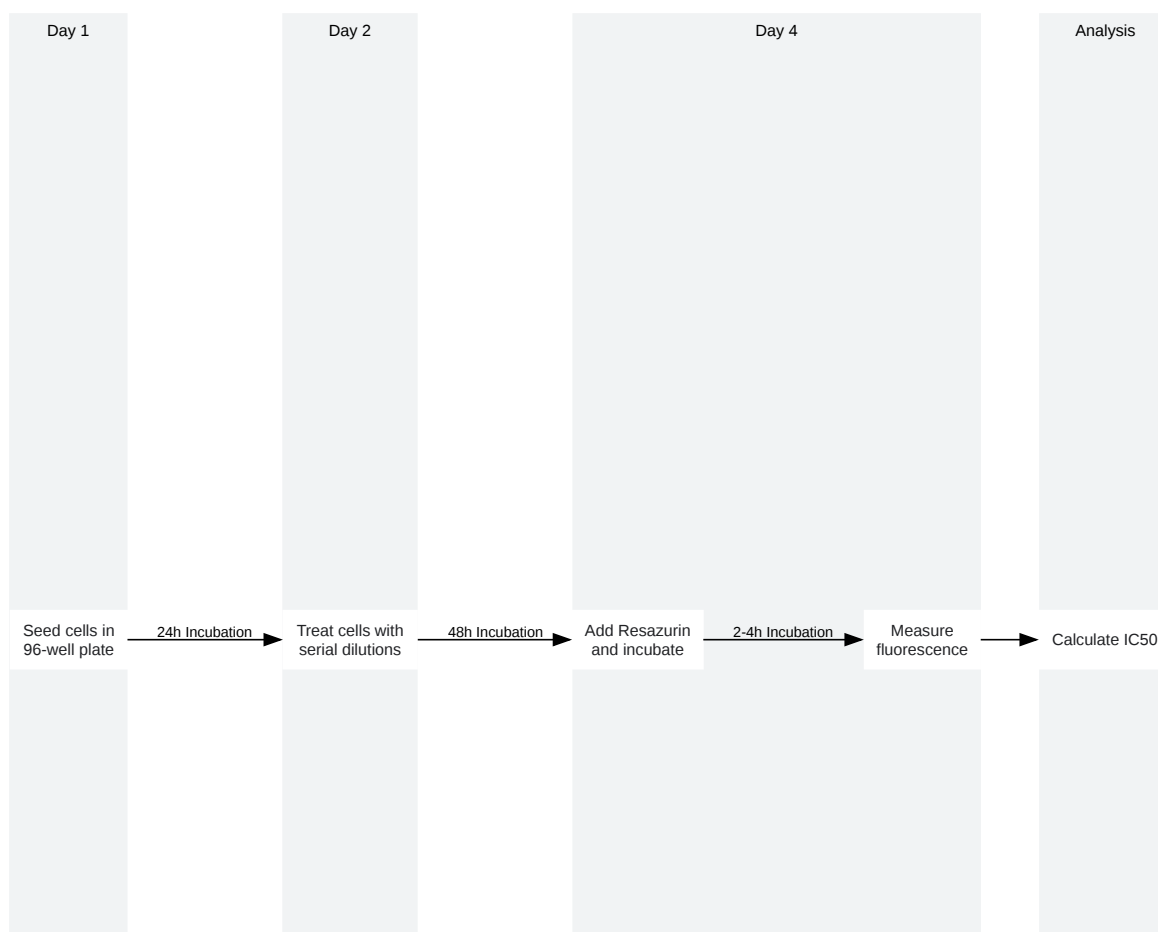 Day 1
Day 2
Day 4
Analysis
Seed cells in
96-well plate
24h Incubation
Treat cells with
serial dilutions
48h Incubation
Add Resazurin
and incubate
2-4h Incubation
Measure
fluorescence
Calculate IC50